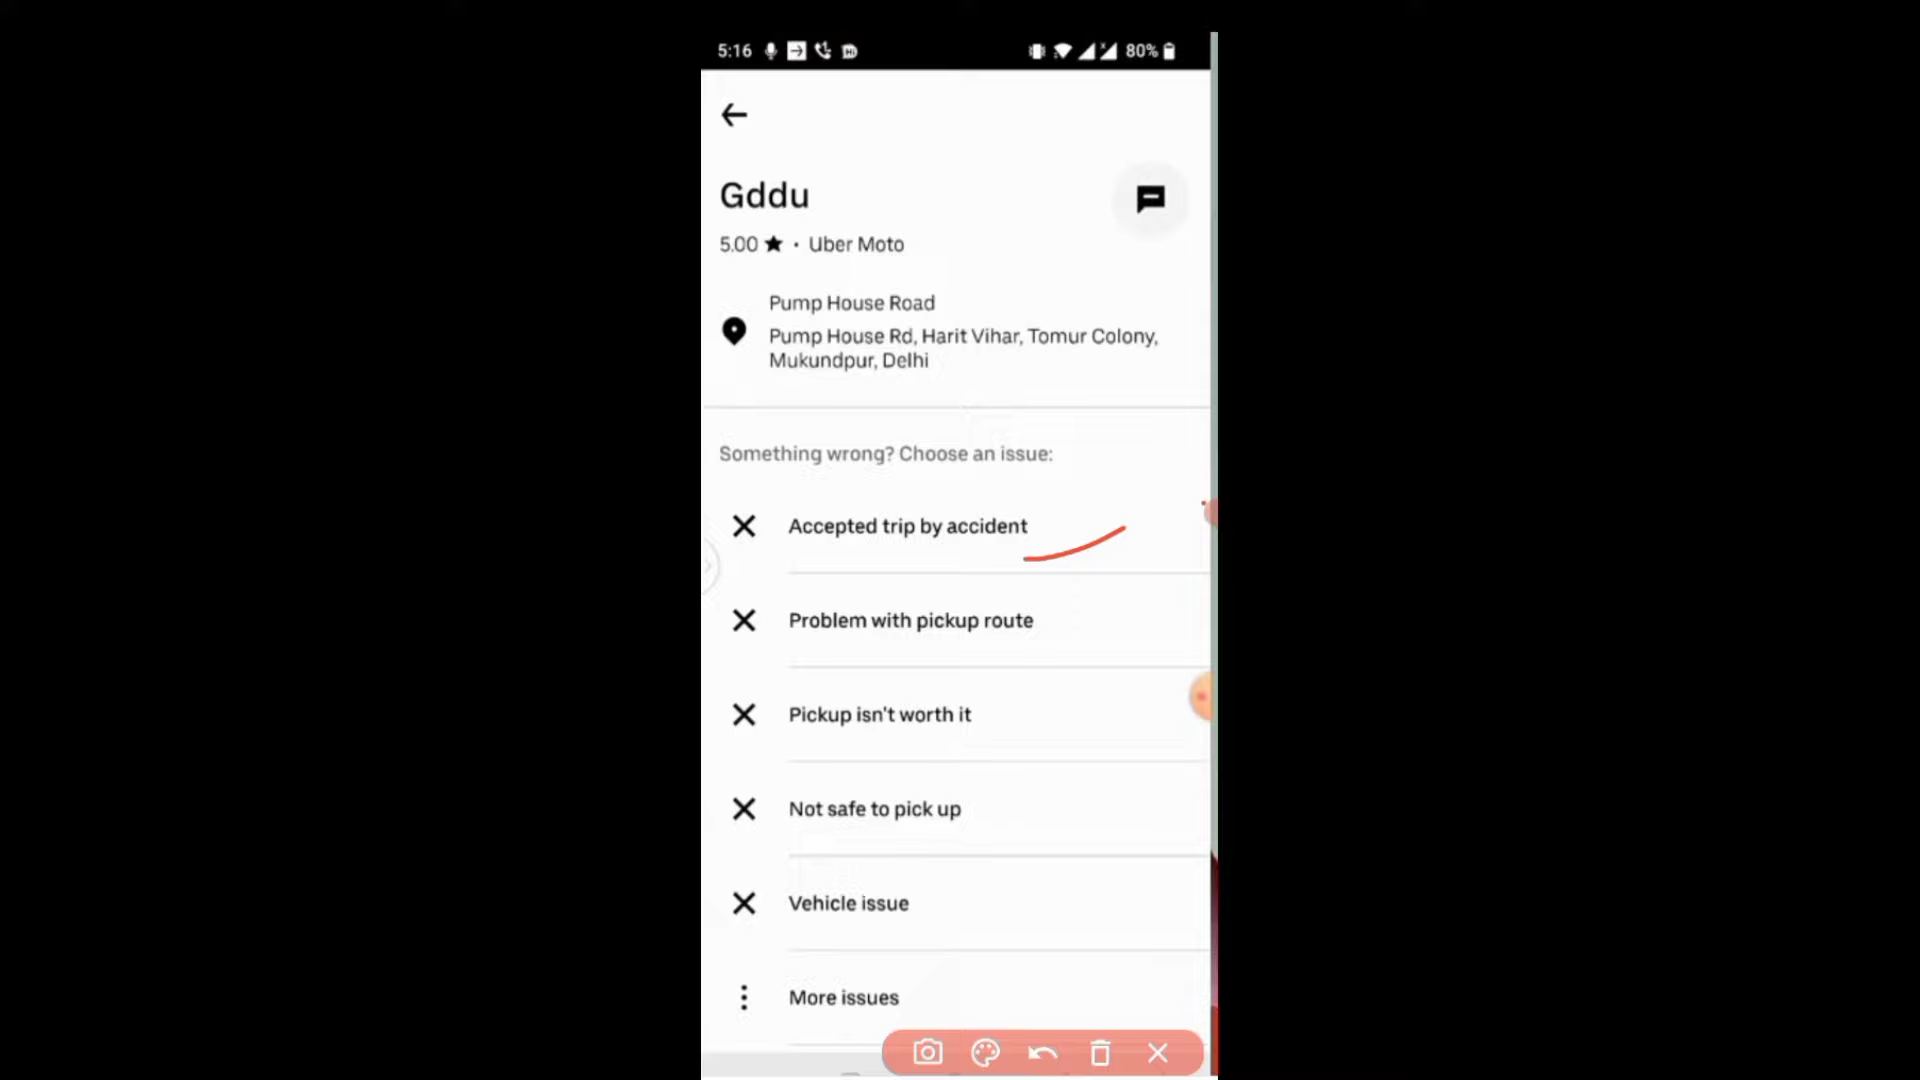 5:16
80%
Gddu
5.00 ★ · Uber Moto
Pump House Road
Pump House Rd, Harit Vihar, Tomur Colony,
Mukundpur, Delhi
Something wrong? Choose an issue:
Accepted trip by accident
Problem with pickup route
Pickup isn't worth it
Not safe to pick up
Vehicle issue
More issues